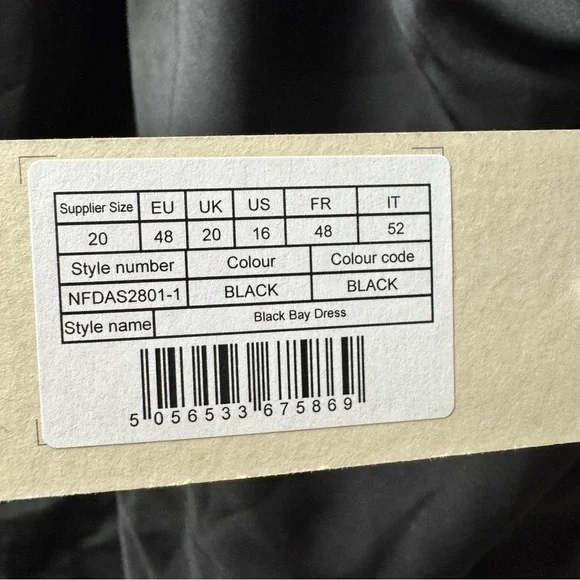 Supplier Size EU UK US FR IT
20 48 20 16 48 52
Style number Colour Colour code
NFDAS2801-1 BLACK BLACK
Style name Black Bay Dress
5 056533 675869